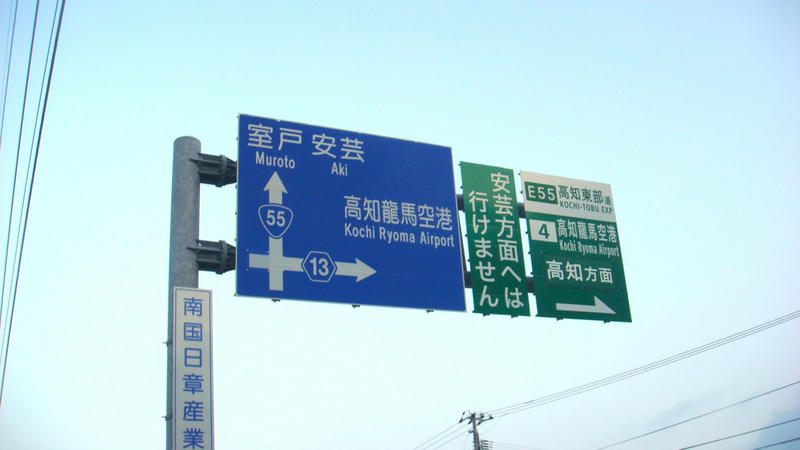 室戸 安芸
Muroto Aki
55
高知龍馬空港
Kochi Ryoma Airport
13
安芸方面へは
行けません
E55 高知東部道
KOCHI-TOBU EXP
4 高知龍馬空港
Kochi Ryoma Airport
高知方面
南国日章産業